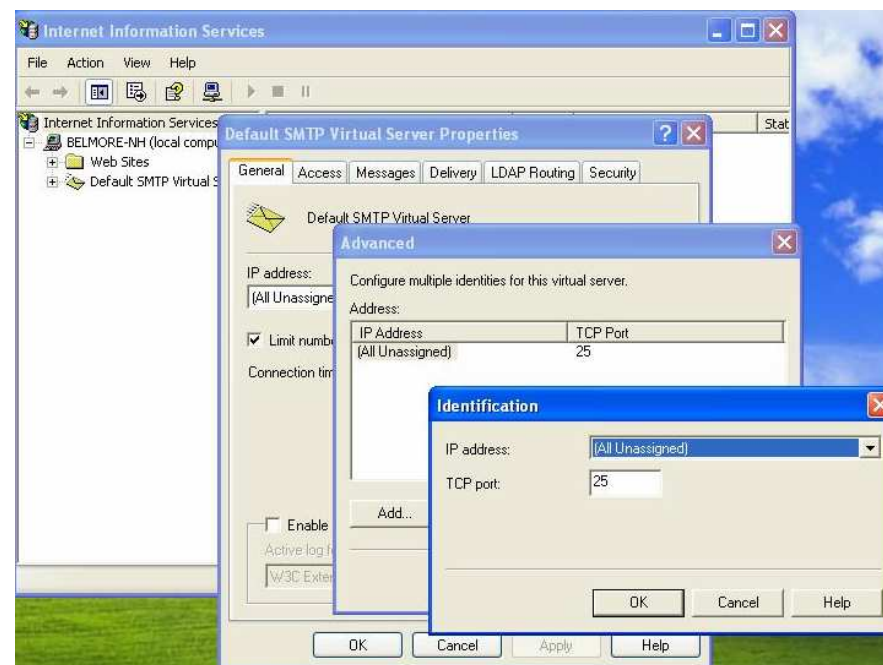 Internet Information Services
File Action View Help
Internet Information Services
BELMORE-NH (local compu
Web Sites
Default SMTP Virtual S
Stat
Default SMTP Virtual Server Properties
General Access Messages Delivery LDAP Routing Security
Default SMTP Virtual Server
IP address:
(All Unassigne
Limit numbe
Connection tim
Enable
Active log fo
W3C Exten
OK Cancel Apply Help
Advanced
Configure multiple identities for this virtual server.
Address:
IP Address TCP Port
(All Unassigned) 25
Add...
Identification
IP address: (All Unassigned)
TCP port: 25
OK Cancel Help